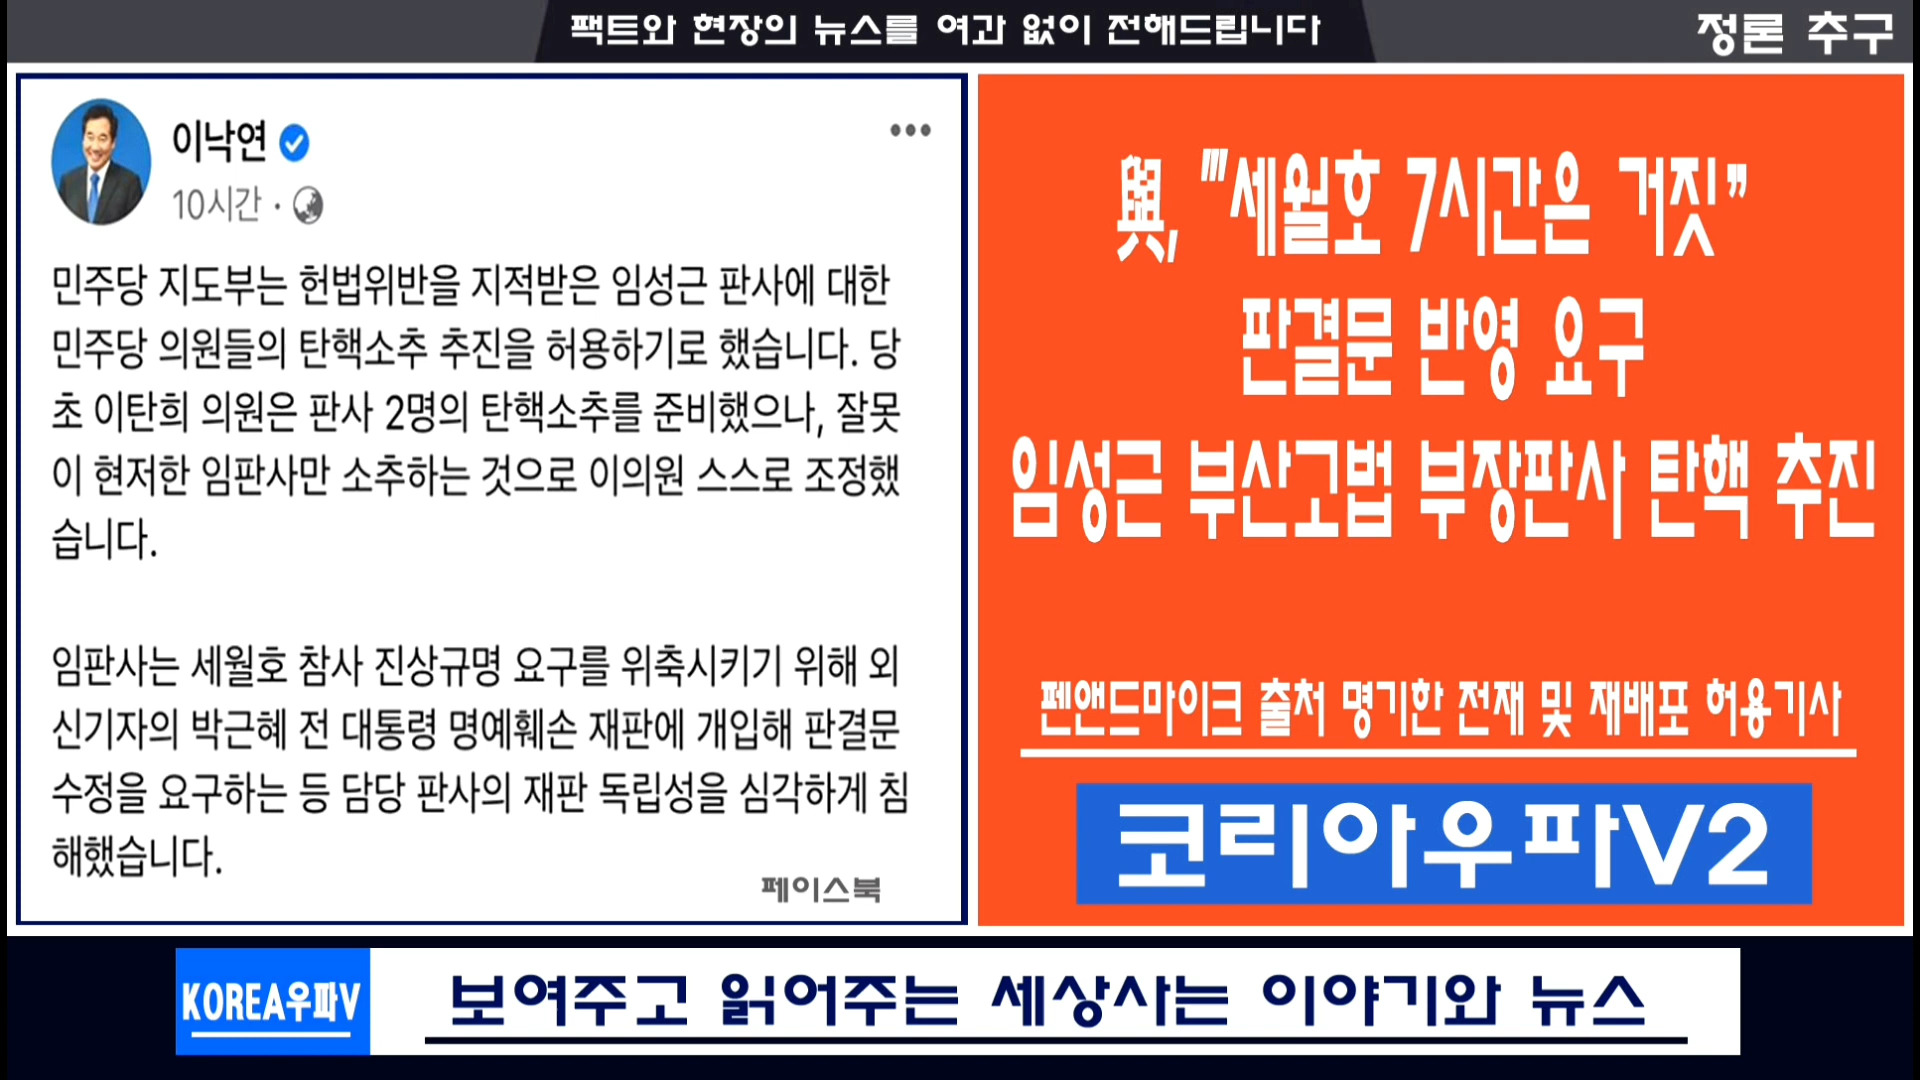 팩트와 현장의 뉴스를 여과 없이 전해드립니다
정론 추구
이낙연
10시간 ·
민주당 지도부는 헌법위반을 지적받은 임성근 판사에 대한
민주당 의원들의 탄핵소추 추진을 허용하기로 했습니다. 당
초 이탄희 의원은 판사 2명의 탄핵소추를 준비했으나, 잘못
이 현저한 임판사만 소추하는 것으로 이의원 스스로 조정했
습니다.
임판사는 세월호 참사 진상규명 요구를 위축시키기 위해 외
신기자의 박근혜 전 대통령 명예훼손 재판에 개입해 판결문
수정을 요구하는 등 담당 판사의 재판 독립성을 심각하게 침
해했습니다.
페이스북
與, "'세월호 7시간은 거짓"
판결문 반영 요구
임성근 부산고법 부장판사 탄핵 추진
펜앤드마이크 출처 명기한 전재 및 재배포 허용기사
코리아우파V2
KOREA우파V
보여주고 읽어주는 세상사는 이야기와 뉴스